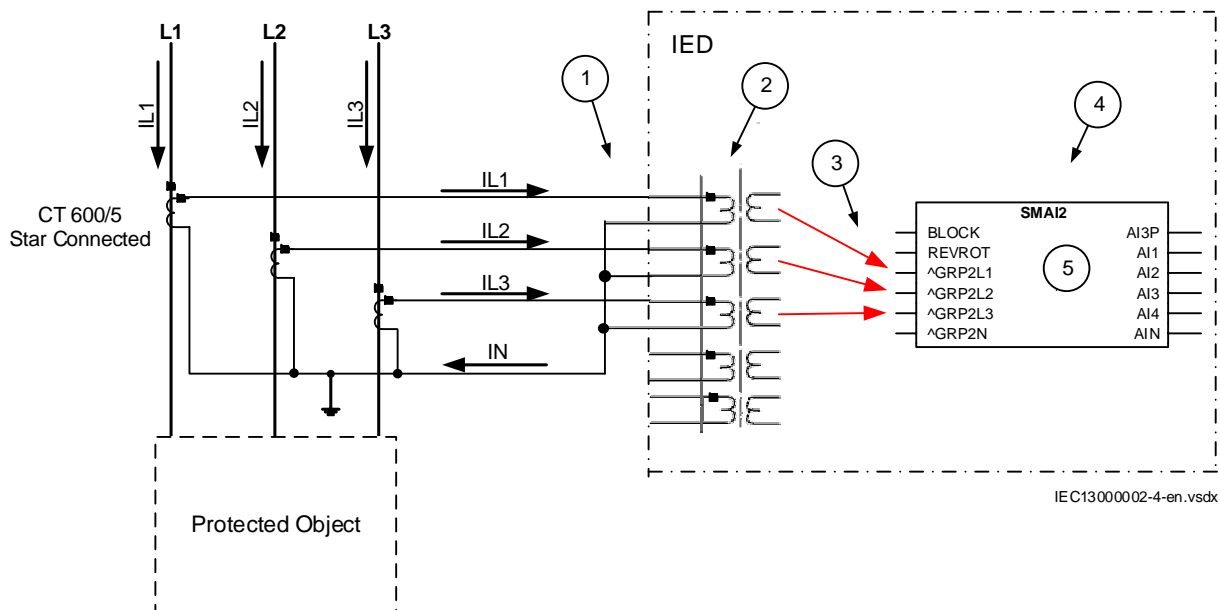 L1
L2
L3
IED
IL1
IL2
IL3
1
2
3
4
5
CT 600/5
Star Connected
IL1
IL2
IL3
IN
SMAI2
BLOCK
REVROT
^GRP2L1
^GRP2L2
^GRP2L3
^GRP2N
AI3P
AI1
AI2
AI3
AI4
AIN
IEC13000002-4-en.vsdx
Protected Object